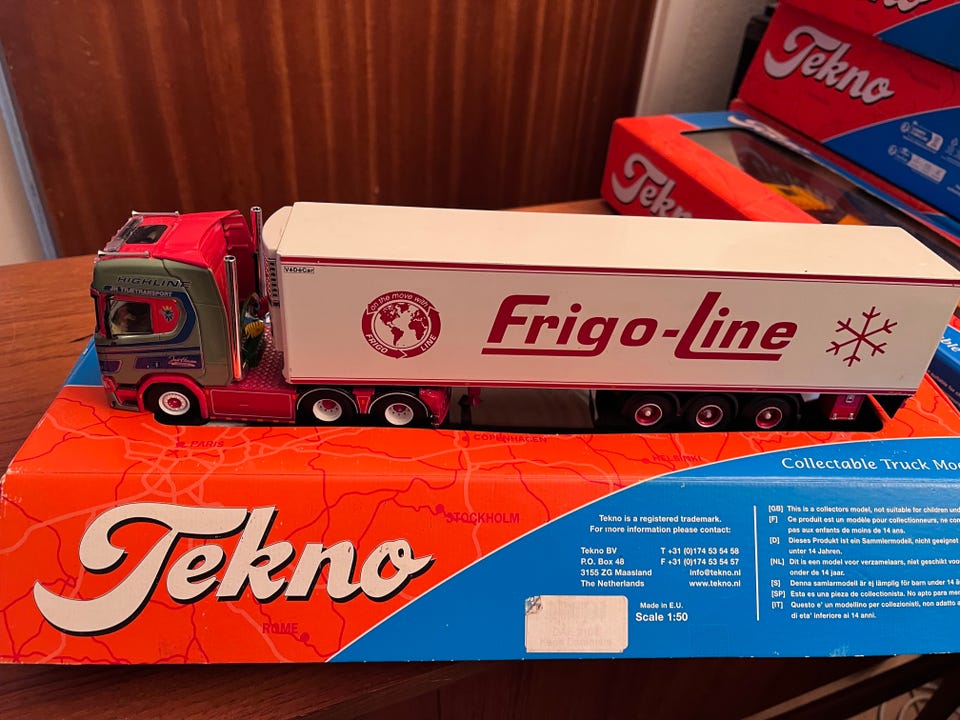 Tekno
Tekno
HIGHLINE
VéDéCar
on the move with
FRIGO LINE
Frigo-Line
PARIS
COPENHAGEN
HELSINKI
STOCKHOLM
ROME
Tekno
Collectable Truck Mo
Tekno is a registered trademark.
For more information please contact:
Tekno BV
P.O. Box 48
3155 ZG Maasland
The Netherlands
T +31 (0)174 53 54 58
F +31 (0)174 53 54 57
info@tekno.nl
www.tekno.nl
Made in E.U.
Scale 1:50
[GB] This is a collectors model, not suitable for children und
[F] Ce produit est un modèle pour collectionneurs, ne con
pas aux enfants de moins de 14 ans.
[D] Dieses Produkt ist ein Sammlermodell, nicht geeignet
unter 14 Jahren.
[NL] Dit is een model voor verzamelaars, niet geschikt voo
onder de 14 jaar.
[S] Denna samlarmodell är ej lämplig för barn under 14 å
[SP] Esta es una pieza de collectionista. No apto para me
[IT] Questo e' un modellino per collezionisti, non adatto a
di eta' inferiore ai 14 anni.